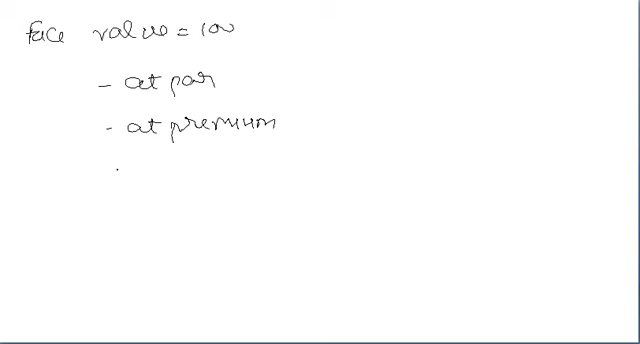 Face value = 100
- at par
- at premium